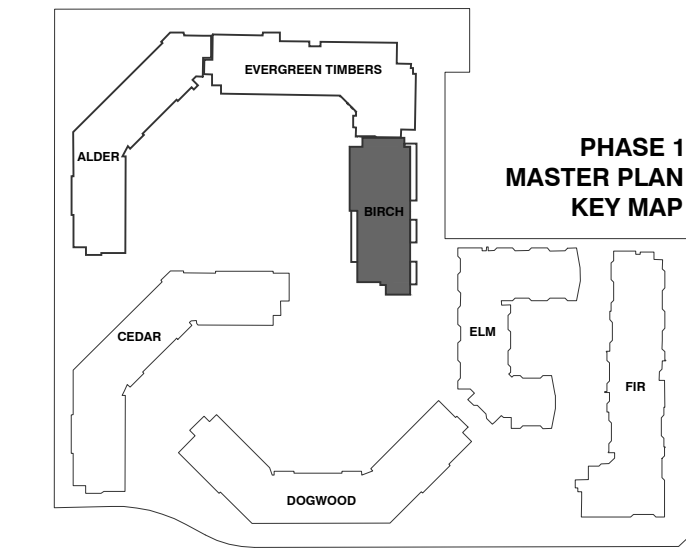 EVERGREEN TIMBERS
ALDER
PHASE 1
MASTER PLAN
KEY MAP
BIRCH
CEDAR
ELM
FIR
DOGWOOD